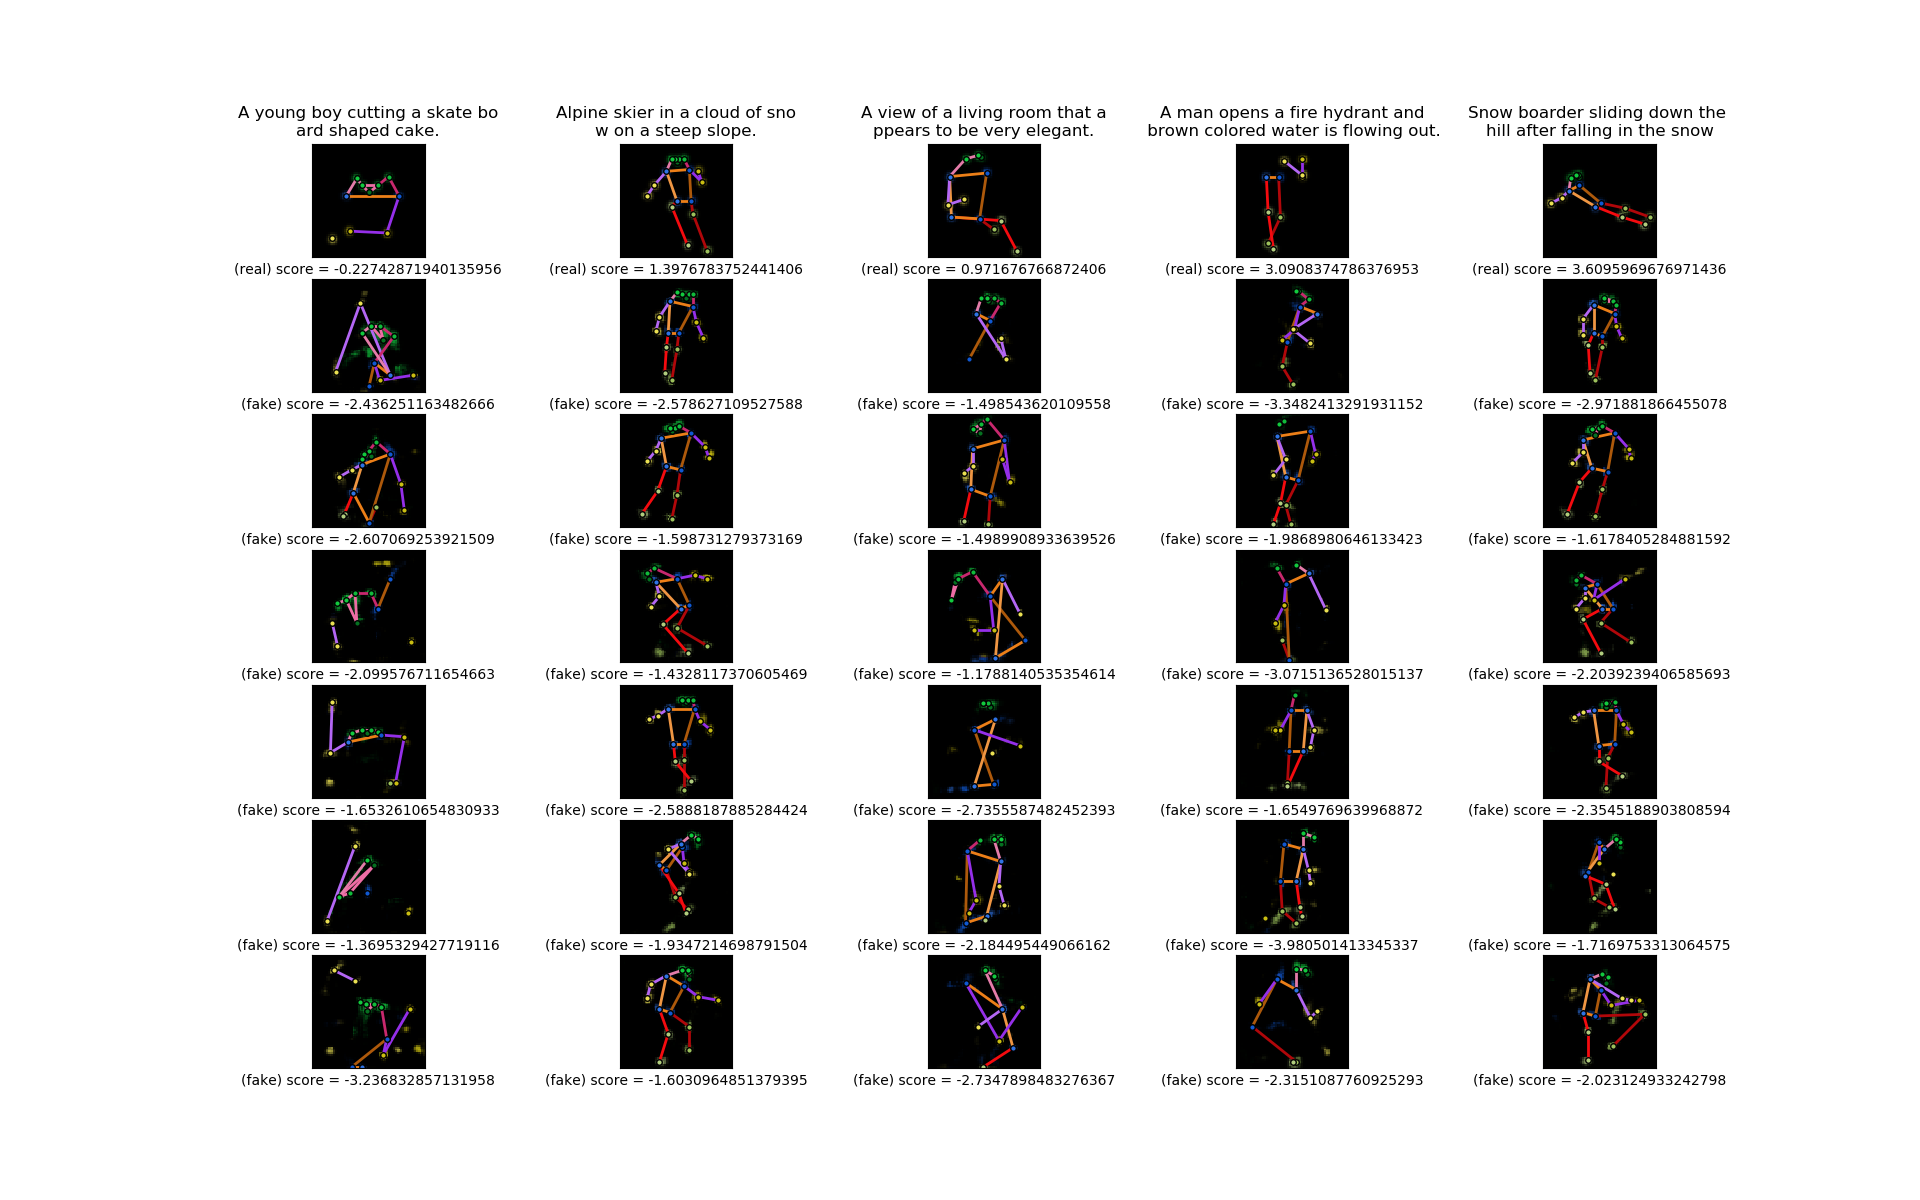 A young boy cutting a skate bo
ard shaped cake.
Alpine skier in a cloud of sno
w on a steep slope.
A view of a living room that a
ppears to be very elegant.
A man opens a fire hydrant and
brown colored water is flowing out.
Snow boarder sliding down the
hill after falling in the snow
(real) score = -0.22742871940135956
(real) score = 1.3976783752441406
(real) score = 0.971676766872406
(real) score = 3.0908374786376953
(real) score = 3.6095969676971436
(fake) score = -2.436251163482666
(fake) score = -2.578627109527588
(fake) score = -1.498543620109558
(fake) score = -3.3482413291931152
(fake) score = -2.971881866455078
(fake) score = -2.607069253921509
(fake) score = -1.598731279373169
(fake) score = -1.4989908933639526
(fake) score = -1.9868980646133423
(fake) score = -1.6178405284881592
(fake) score = -2.099576711654663
(fake) score = -1.4328117370605469
(fake) score = -1.1788140535354614
(fake) score = -3.0715136528015137
(fake) score = -2.2039239406585693
(fake) score = -1.6532610654830933
(fake) score = -2.5888187885284424
(fake) score = -2.7355587482452393
(fake) score = -1.6549769639968872
(fake) score = -2.3545188903808594
(fake) score = -1.3695329427719116
(fake) score = -1.9347214698791504
(fake) score = -2.184495449066162
(fake) score = -3.980501413345337
(fake) score = -1.7169753313064575
(fake) score = -3.236832857131958
(fake) score = -1.6030964851379395
(fake) score = -2.7347898483276367
(fake) score = -2.3151087760925293
(fake) score = -2.023124933242798